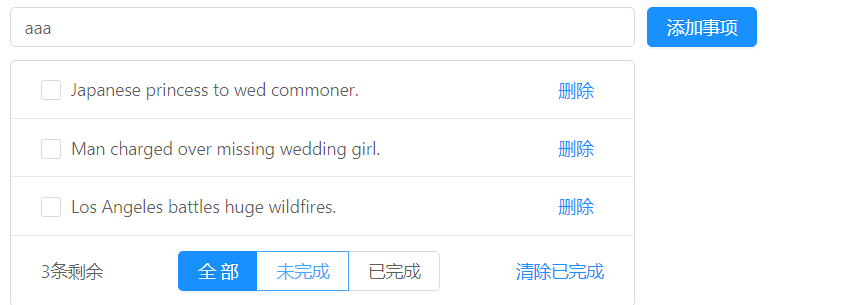 aaa 添加事项
Japanese princess to wed commoner. 删除
Man charged over missing wedding girl. 删除
Los Angeles battles huge wildfires. 删除
3条剩余 全部 未完成 已完成 清除已完成